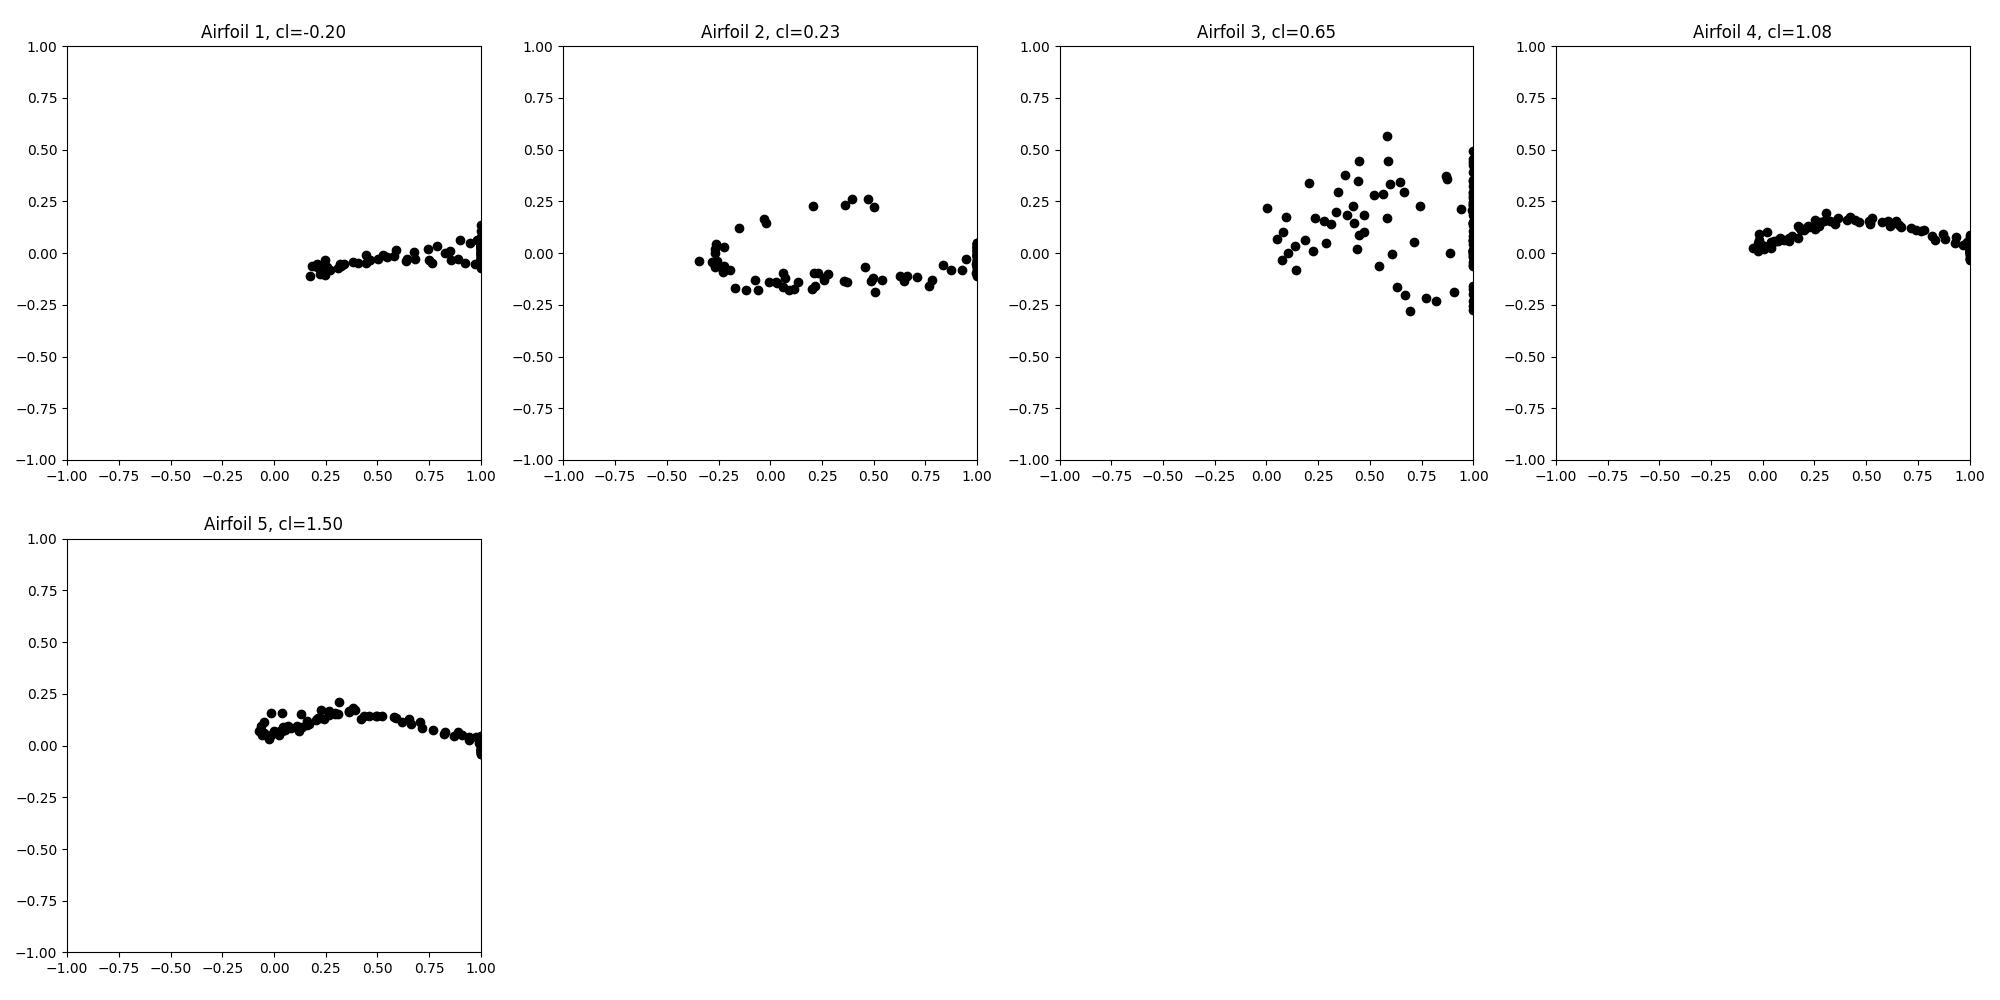 Airfoil 1, cl=-0.20
Airfoil 2, cl=0.23
Airfoil 3, cl=0.65
Airfoil 4, cl=1.08
1.00 1.00 1.00 1.00
0.75 0.75 0.75 0.75
0.50 0.50 0.50 0.50
0.25 0.25 0.25 0.25
0.00 0.00 0.00 0.00
−0.25 −0.25 −0.25 −0.25
−0.50 −0.50 −0.50 −0.50
−0.75 −0.75 −0.75 −0.75
−1.00 −1.00 −1.00 −1.00
−1.00 −0.75 −0.50 −0.25 0.00 0.25 0.50 0.75 1.00
−1.00 −0.75 −0.50 −0.25 0.00 0.25 0.50 0.75 1.00
−1.00 −0.75 −0.50 −0.25 0.00 0.25 0.50 0.75 1.00
−1.00 −0.75 −0.50 −0.25 0.00 0.25 0.50 0.75 1.00
Airfoil 5, cl=1.50
1.00
0.75
0.50
0.25
0.00
−0.25
−0.50
−0.75
−1.00
−1.00 −0.75 −0.50 −0.25 0.00 0.25 0.50 0.75 1.00